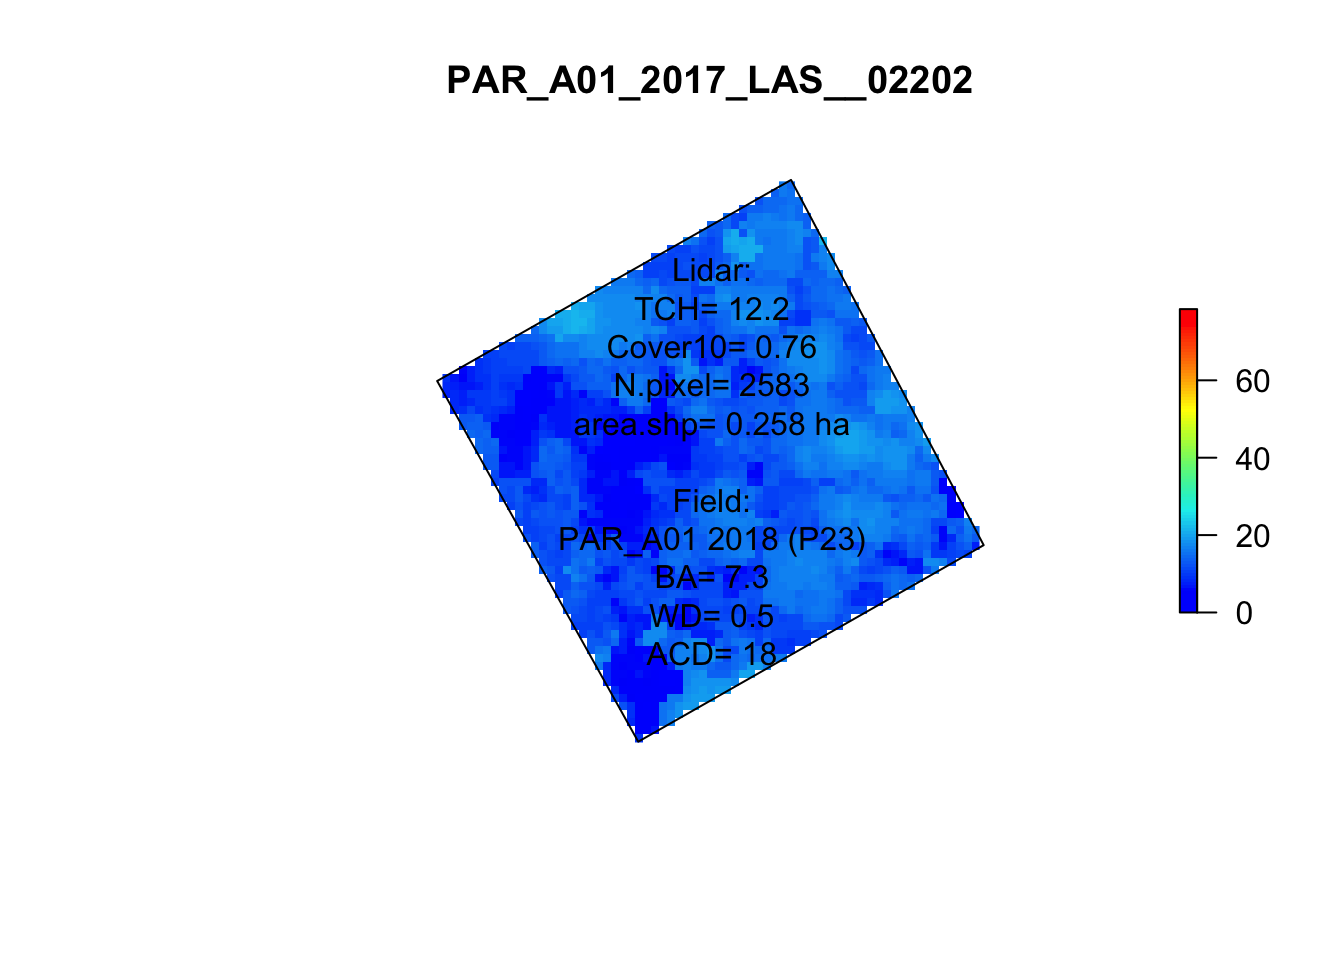 PAR_A01_2017_LAS__02202
Lidar:
TCH= 12.2
Cover10= 0.76
N.pixel= 2583
area.shp= 0.258 ha
Field:
PAR_A01 2018 (P23)
BA= 7.3
WD= 0.5
ACD= 18
60
40
20
0